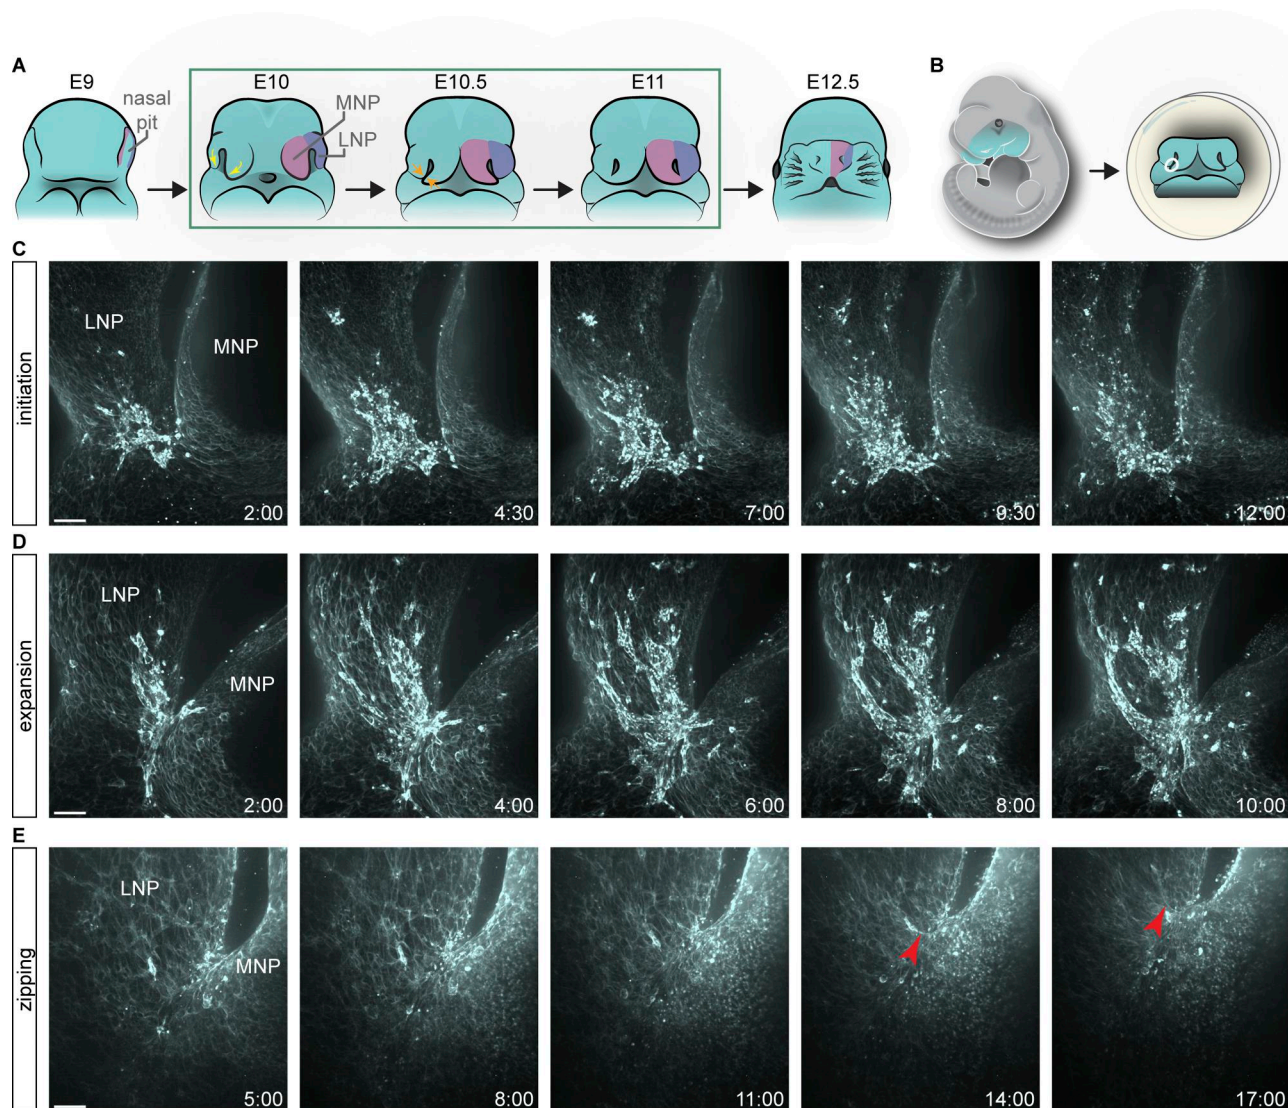 A
E9
E10
E10.5
E11
E12.5
B
nasal
pit
MNP
LNP
C
initiation
LNP
MNP
2:00
4:30
7:00
9:30
12:00
D
expansion
LNP
MNP
2:00
4:00
6:00
8:00
10:00
E
zipping
LNP
MNP
5:00
8:00
11:00
14:00
17:00